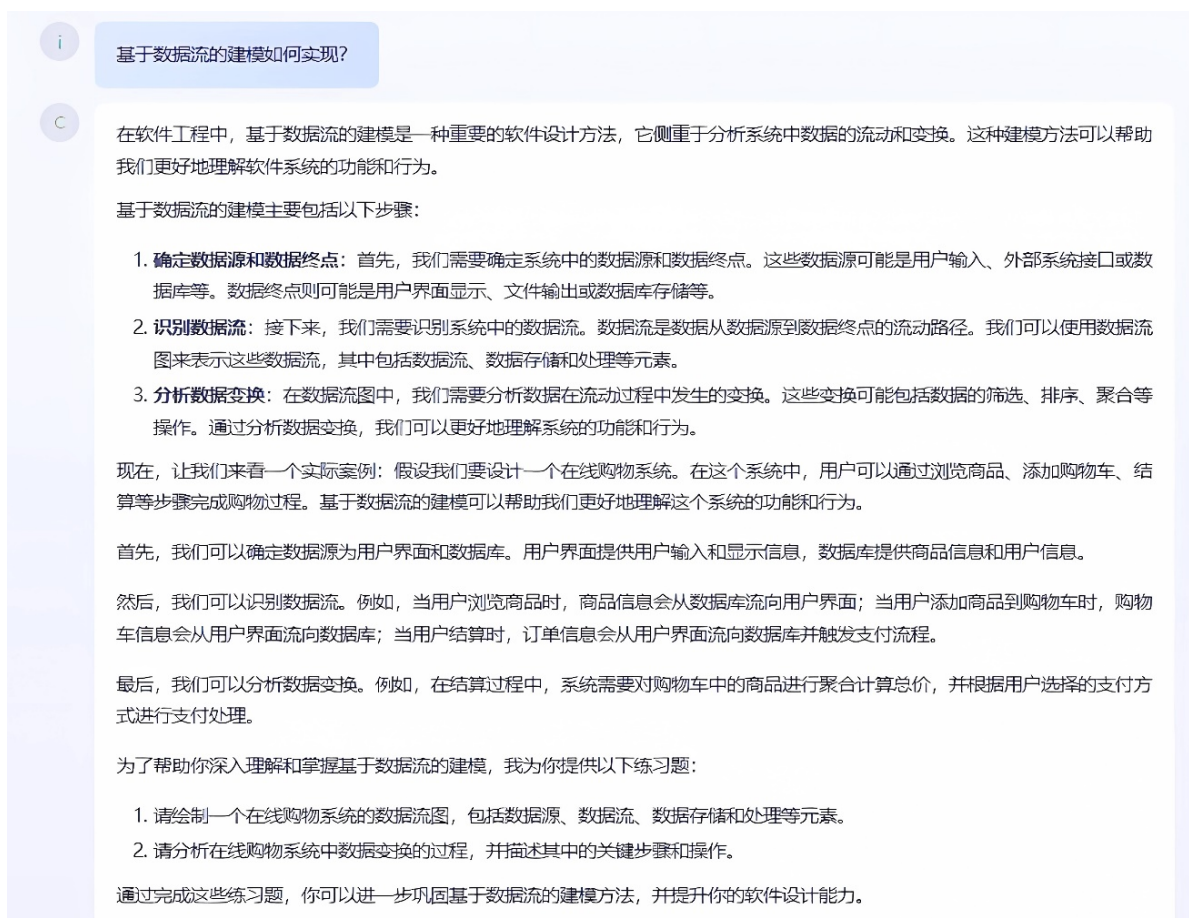 i
基于数据流的建模如何实现?
C
在软件工程中，基于数据流的建模是一种重要的软件设计方法，它侧重于分析系统中数据的流动和变换。这种建模方法可以帮助
我们更好地理解软件系统的功能和行为。
基于数据流的建模主要包括以下步骤：
1. 确定数据源和数据终点：首先，我们需要确定系统中的数据源和数据终点。这些数据源可能是用户输入、外部系统接口或数
据库等。数据终点则可能是用户界面显示、文件输出或数据库存储等。
2. 识别数据流：接下来，我们需要识别系统中的数据流。数据流是数据从数据源到数据终点的流动路径。我们可以使用数据流
图来表示这些数据流，其中包括数据流、数据存储和处理等元素。
3. 分析数据变换：在数据流图中，我们需要分析数据在流动过程中发生的变换。这些变换可能包括数据的筛选、排序、聚合等
操作。通过分析数据变换，我们可以更好地理解系统的功能和行为。
现在，让我们来看一个实际案例：假设我们要设计一个在线购物系统。在这个系统中，用户可以通过浏览商品、添加购物车、结
算等步骤完成购物过程。基于数据流的建模可以帮助我们更好地理解这个系统的功能和行为。
首先，我们可以确定数据源为用户界面和数据库。用户界面提供用户输入和显示信息，数据库提供商品信息和用户信息。
然后，我们可以识别数据流。例如，当用户浏览商品时，商品信息会从数据库流向用户界面；当用户添加商品到购物车时，购物
车信息会从用户界面流向数据库；当用户结算时，订单信息会从用户界面流向数据库并触发支付流程。
最后，我们可以分析数据变换。例如，在结算过程中，系统需要对购物车中的商品进行聚合计算总价，并根据用户选择的支付方
式进行支付处理。
为了帮助你深入理解和掌握基于数据流的建模，我为你提供以下练习题：
1. 请绘制一个在线购物系统的数据流图，包括数据源、数据流、数据存储和处理等元素。
2. 请分析在线购物系统中数据变换的过程，并描述其中的关键步骤和操作。
通过完成这些练习题，你可以进一步巩固基于数据流的建模方法，并提升你的软件设计能力。